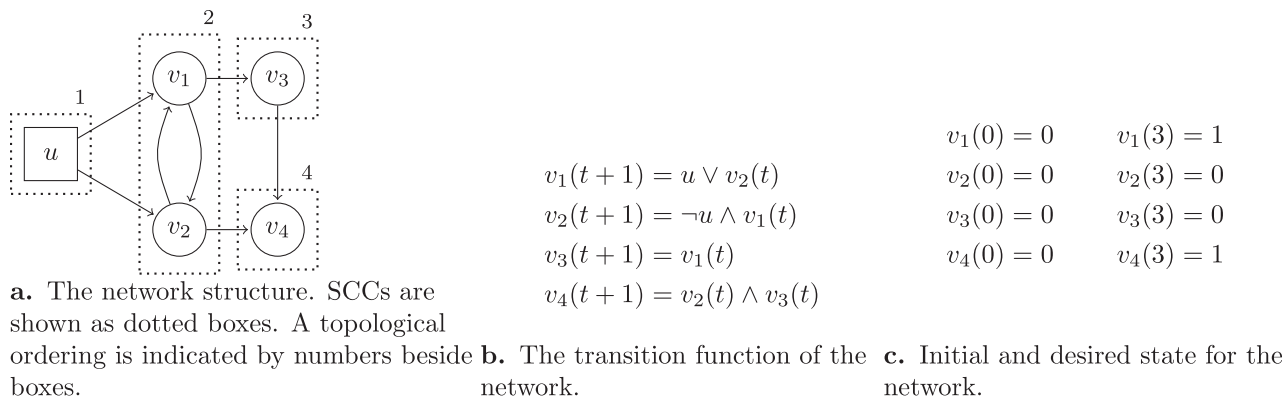 1
2
3
4
u
v₁
v₂
v₃
v₄
a. The network structure. SCCs are
shown as dotted boxes. A topological
ordering is indicated by numbers beside
boxes.
v₁(t + 1) = u ∨ v₂(t)
v₂(t + 1) = ¬u ∧ v₁(t)
v₃(t + 1) = v₁(t)
v₄(t + 1) = v₂(t) ∧ v₃(t)
b. The transition function of the
network.
v₁(0) = 0 v₁(3) = 1
v₂(0) = 0 v₂(3) = 0
v₃(0) = 0 v₃(3) = 0
v₄(0) = 0 v₄(3) = 1
c. Initial and desired state for the
network.